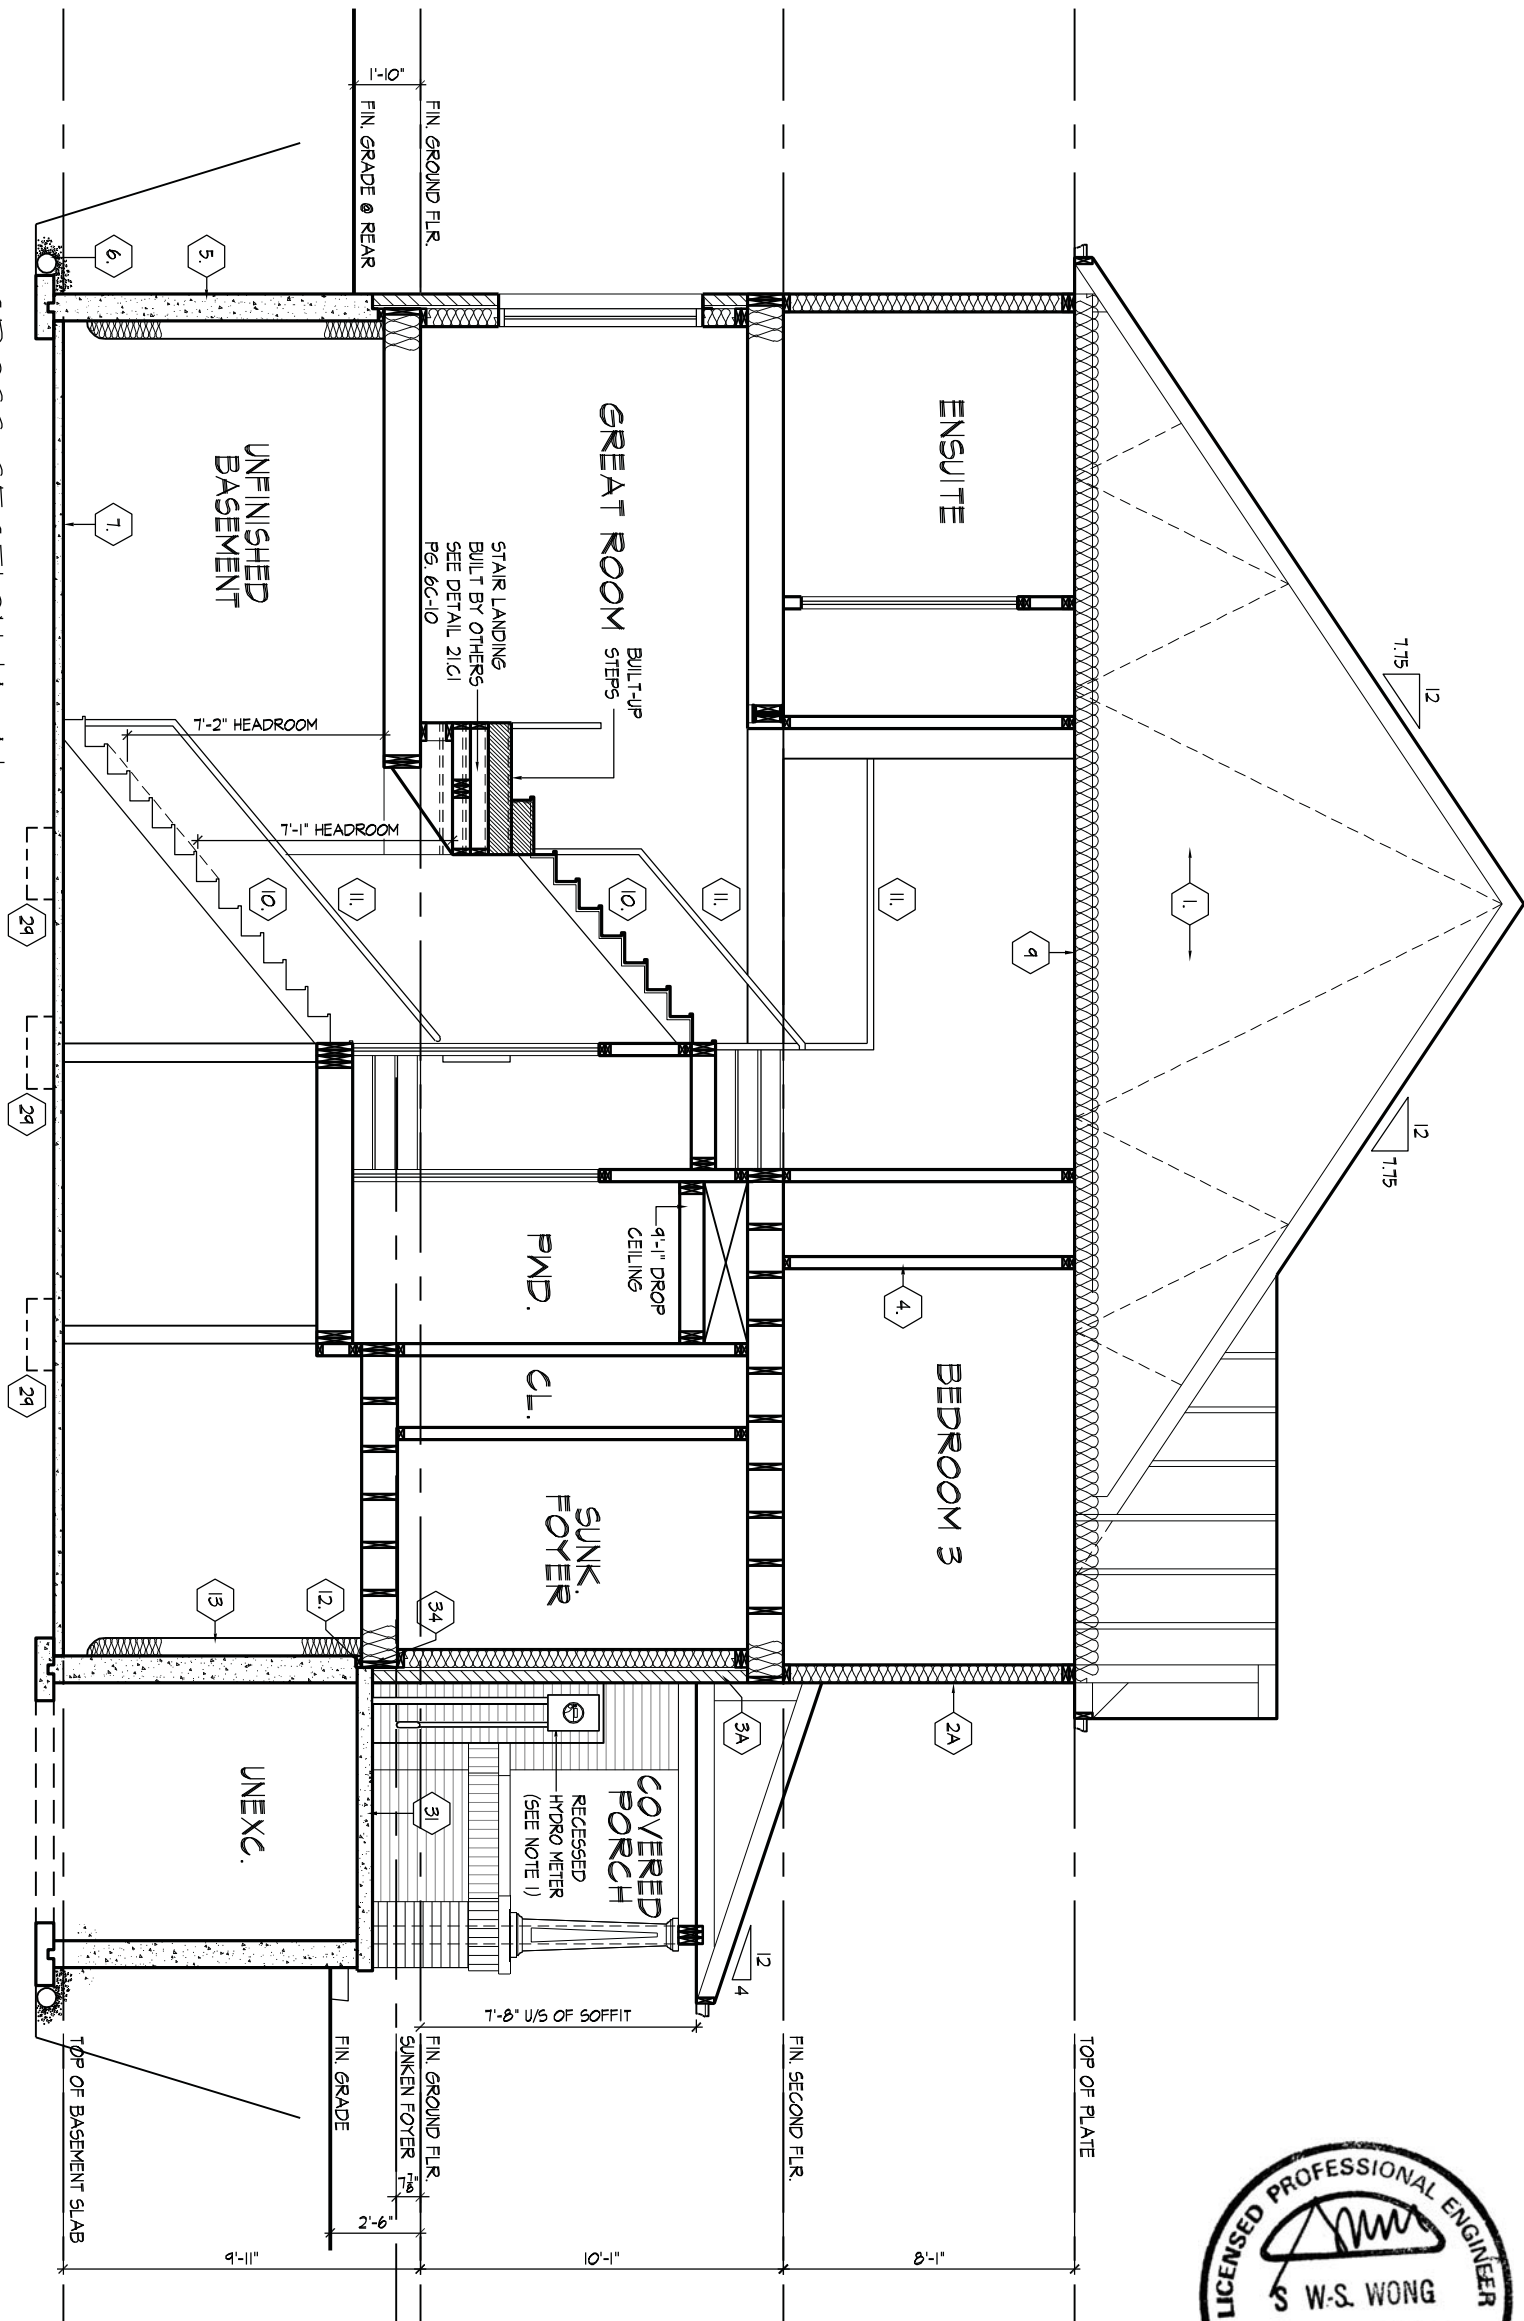 12
7.75
12
7.75
1.
9
TOP OF PLATE
ENSUITE
BEDROOM 3
4.
2A
11.
8'-1"
FIN. SECOND FLR.
12
4
3A
GREAT ROOM
BUILT-UP
STEPS
STAIR LANDING
BUILT BY OTHERS
SEE DETAIL 21.C1
PG. 6C-10
11.
10.
9'-1" DROP
CEILING
PWD.
CL.
SUNK.
FOYER
COVERED
PORCH
RECESSED
HYDRO METER
(SEE NOTE 1)
7'-8" U/S OF SOFFIT
10'-1"
FIN. GROUND FLR.
1'-10"
FIN. GRADE @ REAR
FIN. GROUND FLR.
SUNKEN FOYER
7 7/8"
2'-6"
FIN. GRADE
34
31
12.
13
5.
6.
7.
UNFINISHED
BASEMENT
7'-2" HEADROOM
7'-1" HEADROOM
11.
10.
UNEXC.
9'-11"
TOP OF BASEMENT SLAB
29
29
29
LICENSED PROFESSIONAL ENGINEER
S W-S. WONG